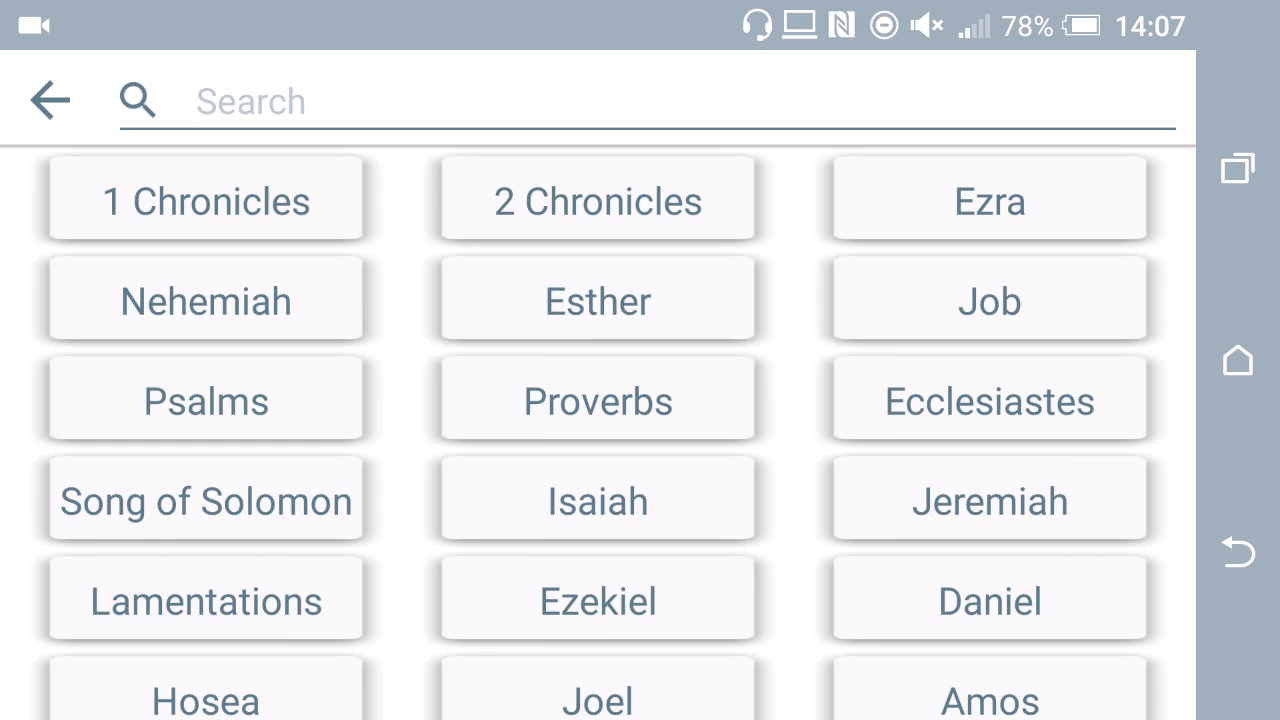 78% 14:07
Search
1 Chronicles 2 Chronicles Ezra
Nehemiah Esther Job
Psalms Proverbs Ecclesiastes
Song of Solomon Isaiah Jeremiah
Lamentations Ezekiel Daniel
Hosea Joel Amos